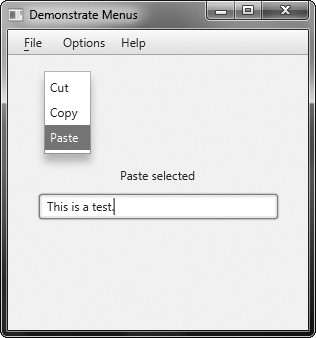 Demonstrate Menus
File Options Help
Cut
Copy
Paste
Paste selected
This is a test.